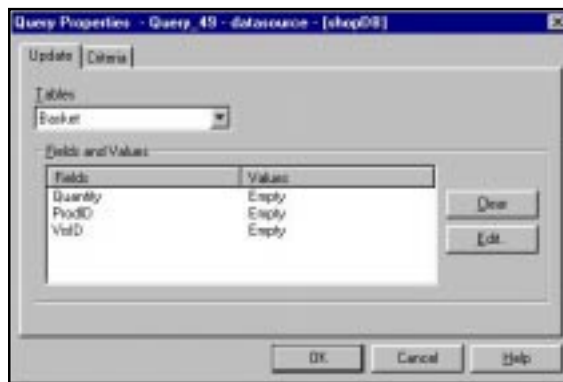 Query Properties - Query_49 - datasource - [shopDB]
Update Criteria
Tables
Basket
Fields and Values
Fields Values
Quantity Empty
ProdID Empty
VisID Empty
Clear
Edit...
OK Cancel Help